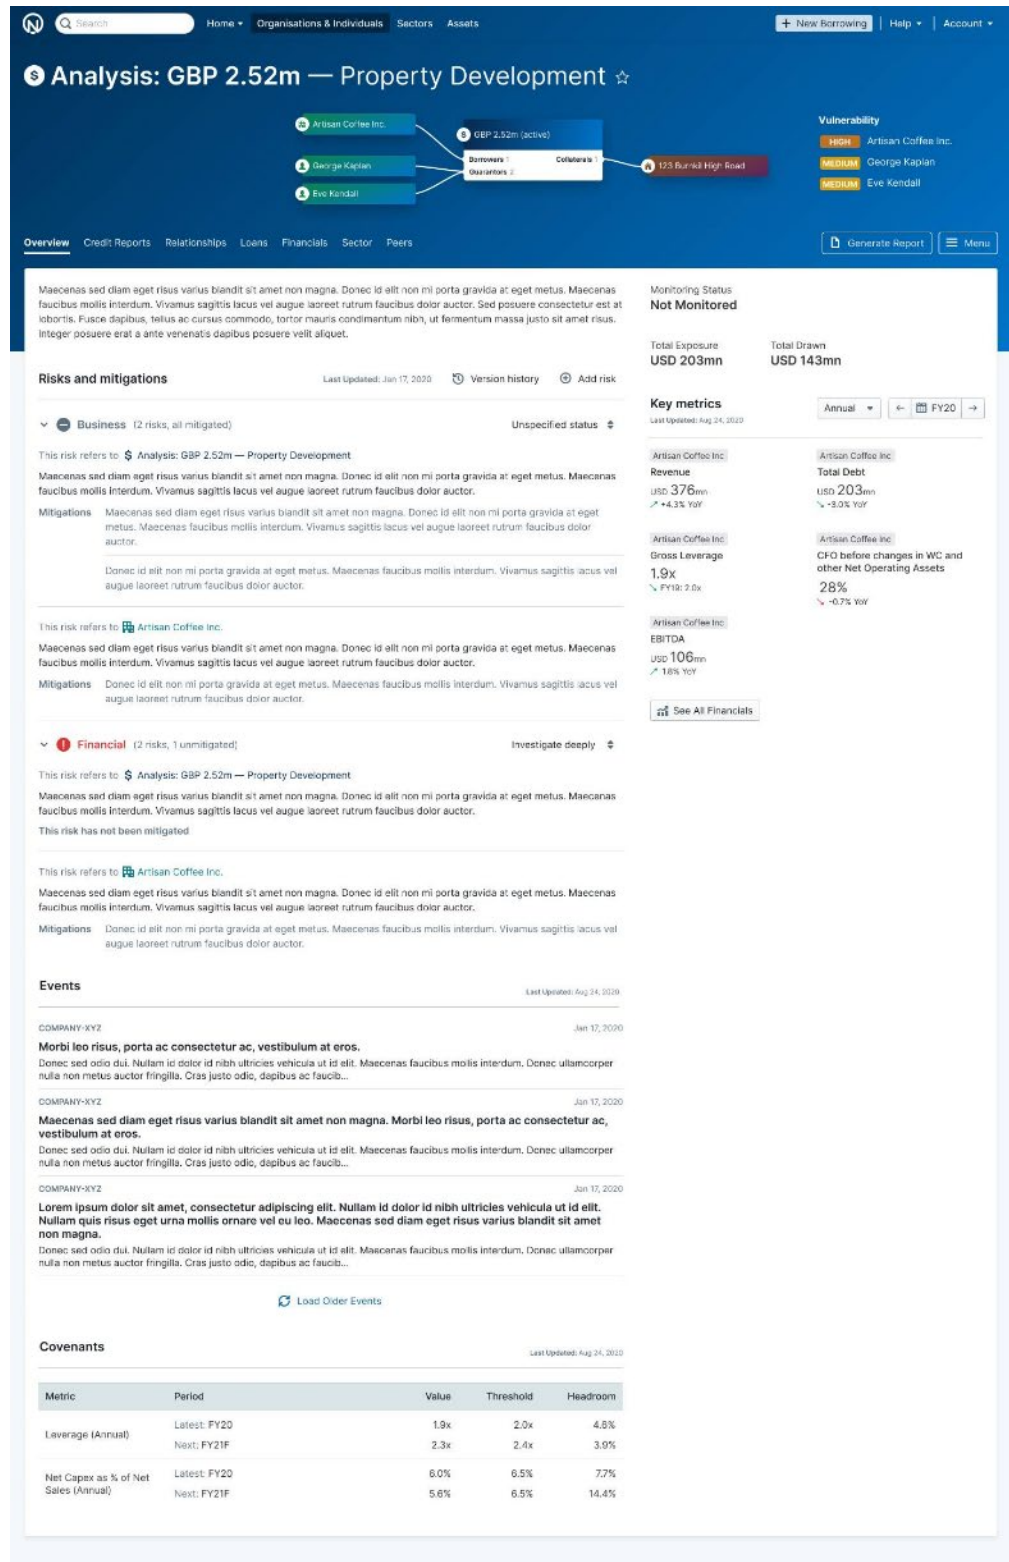 Search
Home
Organisations & Individuals
Sectors
Assets
+ New Borrowing
Help
Account
Analysis: GBP 2.52m — Property Development
Artisan Coffee Inc.
George Kaplan
Eve Kendall
GBP 2.52m (active)
Borrowers 1
Collaterals 1
Guarantors 2
123 Burnkil High Road
Vulnerability
HIGH Artisan Coffee Inc.
MEDIUM George Kaplan
MEDIUM Eve Kendall
Overview
Credit Reports
Relationships
Loans
Financials
Sector
Peers
Generate Report
Menu
Maecenas sed diam eget risus varius blandit sit amet non magna. Donec id elit non mi porta gravida at eget metus. Maecenas
faucibus mollis interdum. Vivamus sagittis lacus vel augue laoreet rutrum faucibus dolor auctor. Sed posuere consectetur est at
lobortis. Fusce dapibus, tellus ac cursus commodo, tortor mauris condimentum nibh, ut fermentum massa justo sit amet risus.
Integer posuere erat a ante venenatis dapibus posuere velit aliquet.
Risks and mitigations
Last Updated: Jan 17, 2020
Version history
Add risk
Business (2 risks, all mitigated)
Unspecified status
This risk refers to $ Analysis: GBP 2.52m — Property Development
Maecenas sed diam eget risus varius blandit sit amet non magna. Donec id elit non mi porta gravida at eget metus. Maecenas
faucibus mollis interdum. Vivamus sagittis lacus vel augue laoreet rutrum faucibus dolor auctor.
Mitigations
Maecenas sed diam eget risus varius blandit sit amet non magna. Donec id elit non mi porta gravida at eget
metus. Maecenas faucibus mollis interdum. Vivamus sagittis lacus vel augue laoreet rutrum faucibus dolor
auctor.
Donec id elit non mi porta gravida at eget metus. Maecenas faucibus mollis interdum. Vivamus sagittis lacus vel
augue laoreet rutrum faucibus dolor auctor.
This risk refers to Artisan Coffee Inc.
Maecenas sed diam eget risus varius blandit sit amet non magna. Donec id elit non mi porta gravida at eget metus. Maecenas
faucibus mollis interdum. Vivamus sagittis lacus vel augue laoreet rutrum faucibus dolor auctor.
Mitigations
Donec id elit non mi porta gravida at eget metus. Maecenas faucibus mollis interdum. Vivamus sagittis lacus vel
augue laoreet rutrum faucibus dolor auctor.
Financial (2 risks, 1 unmitigated)
Investigate deeply
This risk refers to $ Analysis: GBP 2.52m — Property Development
Maecenas sed diam eget risus varius blandit sit amet non magna. Donec id elit non mi porta gravida at eget metus. Maecenas
faucibus mollis interdum. Vivamus sagittis lacus vel augue laoreet rutrum faucibus dolor auctor.
This risk has not been mitigated
This risk refers to Artisan Coffee Inc.
Maecenas sed diam eget risus varius blandit sit amet non magna. Donec id elit non mi porta gravida at eget metus. Maecenas
faucibus mollis interdum. Vivamus sagittis lacus vel augue laoreet rutrum faucibus dolor auctor.
Mitigations
Donec id elit non mi porta gravida at eget metus. Maecenas faucibus mollis interdum. Vivamus sagittis lacus vel
augue laoreet rutrum faucibus dolor auctor.
Events
Last Updated: Aug 24, 2020
COMPANY-XYZ
Jan 17, 2020
Morbi leo risus, porta ac consectetur ac, vestibulum at eros.
Donec sed odio dui. Nullam id dolor id nibh ultricies vehicula ut id elit. Maecenas faucibus mollis interdum. Donec ullamcorper
nulla non metus auctor fringilla. Cras justo odio, dapibus ac faucib...
COMPANY-XYZ
Jan 17, 2020
Maecenas sed diam eget risus varius blandit sit amet non magna. Morbi leo risus, porta ac consectetur ac,
vestibulum at eros.
Donec sed odio dui. Nullam id dolor id nibh ultricies vehicula ut id elit. Maecenas faucibus mollis interdum. Donec ullamcorper
nulla non metus auctor fringilla. Cras justo odio, dapibus ac faucib...
COMPANY-XYZ
Jan 17, 2020
Lorem ipsum dolor sit amet, consectetur adipiscing elit. Nullam id dolor id nibh ultricies vehicula ut id elit.
Nullam quis risus eget urna mollis ornare vel eu leo. Maecenas sed diam eget risus varius blandit sit amet
non magna.
Donec sed odio dui. Nullam id dolor id nibh ultricies vehicula ut id elit. Maecenas faucibus mollis interdum. Donec ullamcorper
nulla non metus auctor fringilla. Cras justo odio, dapibus ac faucib...
Load Older Events
Covenants
Last Updated: Aug 24, 2020
Metric Period Value Threshold Headroom
Leverage (Annual)
Latest: FY20 1.9x 2.0x 4.8%
Next: FY21F 2.3x 2.4x 3.9%
Net Capex as % of Net
Sales (Annual)
Latest: FY20 6.0% 6.5% 7.7%
Next: FY21F 5.6% 6.5% 14.4%
Monitoring Status
Not Monitored
Total Exposure
USD 203mn
Total Drawn
USD 143mn
Key metrics
Last Updated: Aug 24, 2020
Annual
FY20
Artisan Coffee Inc
Revenue
USD 376mn
+4.3% YoY
Artisan Coffee Inc
Total Debt
USD 203mn
-3.0% YoY
Artisan Coffee Inc
Gross Leverage
1.9x
FY19: 2.0x
Artisan Coffee Inc
CFO before changes in WC and
other Net Operating Assets
28%
-0.7% YoY
Artisan Coffee Inc
EBITDA
USD 106mn
1.6% YoY
See All Financials